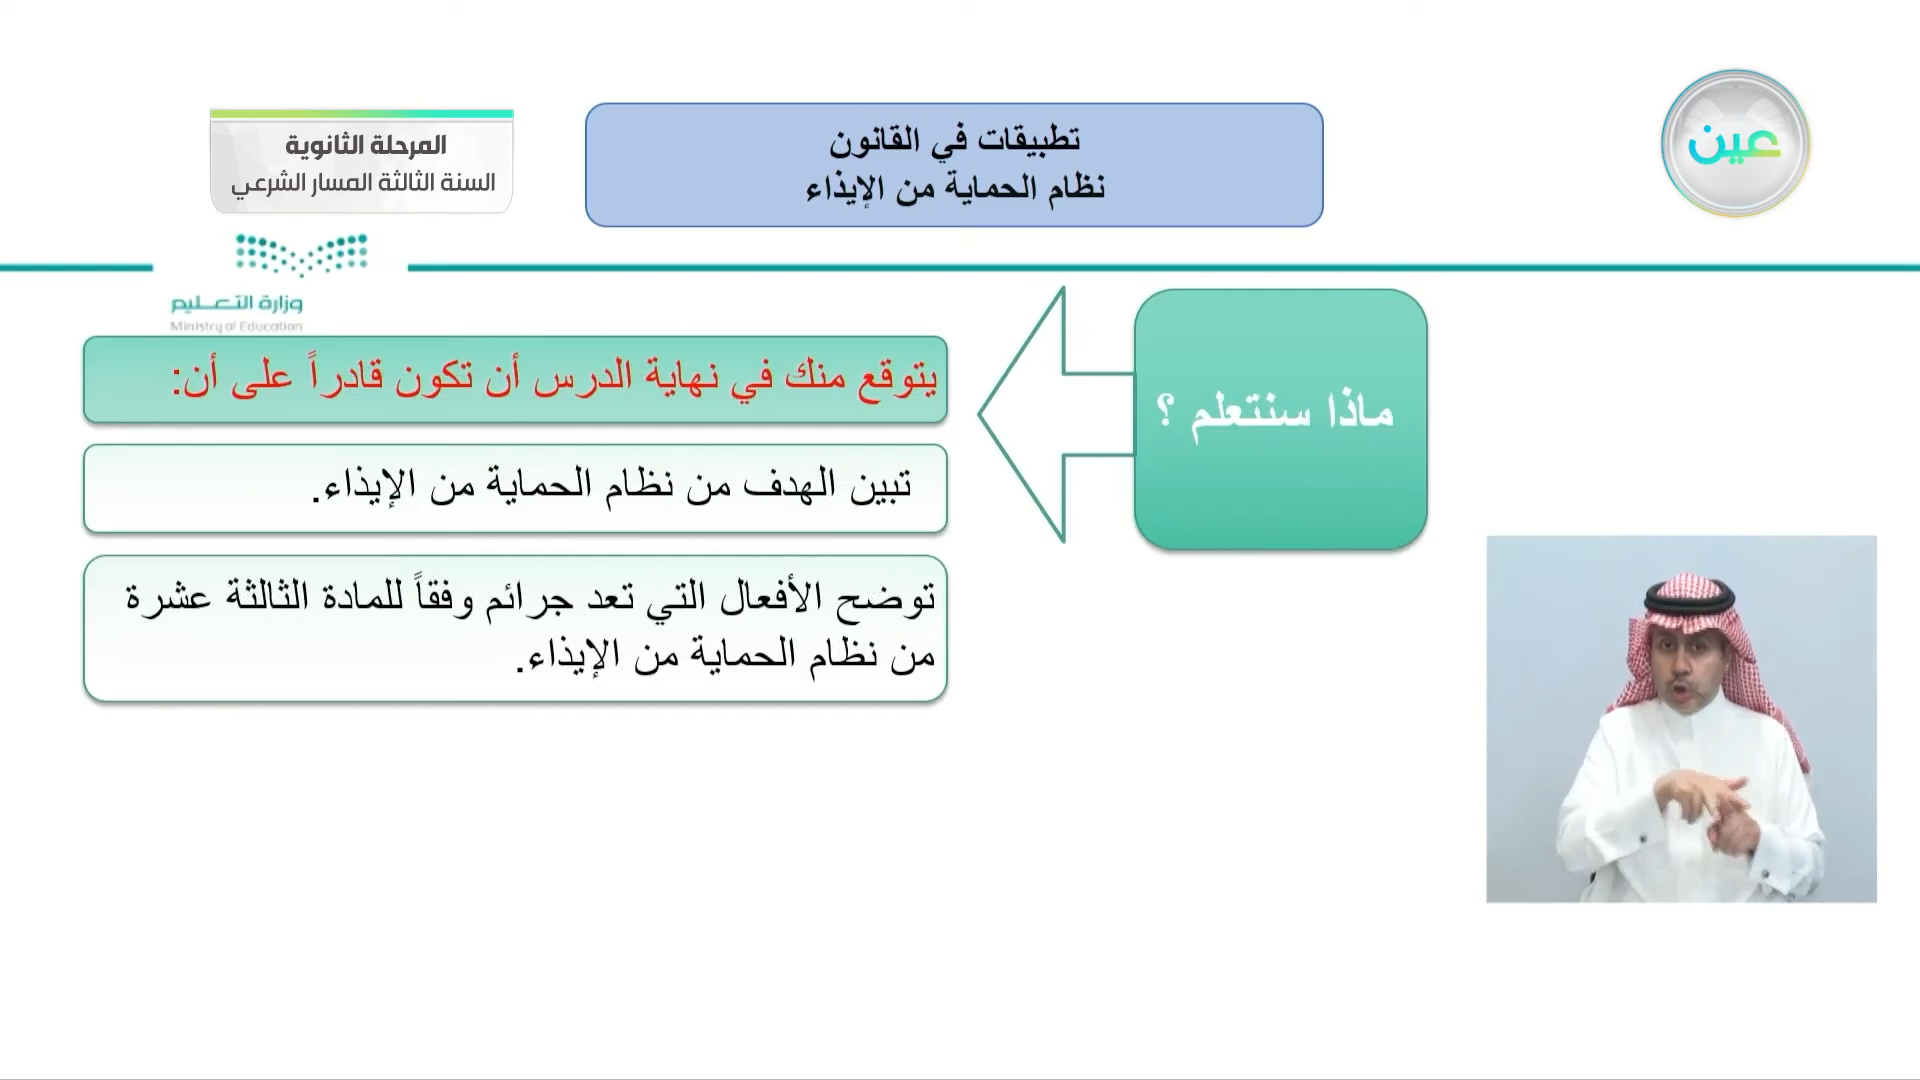 عين
تطبيقات في القانون
نظام الحماية من الإيذاء
المرحلة الثانوية
السنة الثالثة المسار الشرعي
وزارة التعـــليم
Ministry of Education
ماذا سنتعلم ؟
يتوقع منك في نهاية الدرس أن تكون قادراً على أن:
تبين الهدف من نظام الحماية من الإيذاء.
توضح الأفعال التي تعد جرائم وفقاً للمادة الثالثة عشرة
من نظام الحماية من الإيذاء.